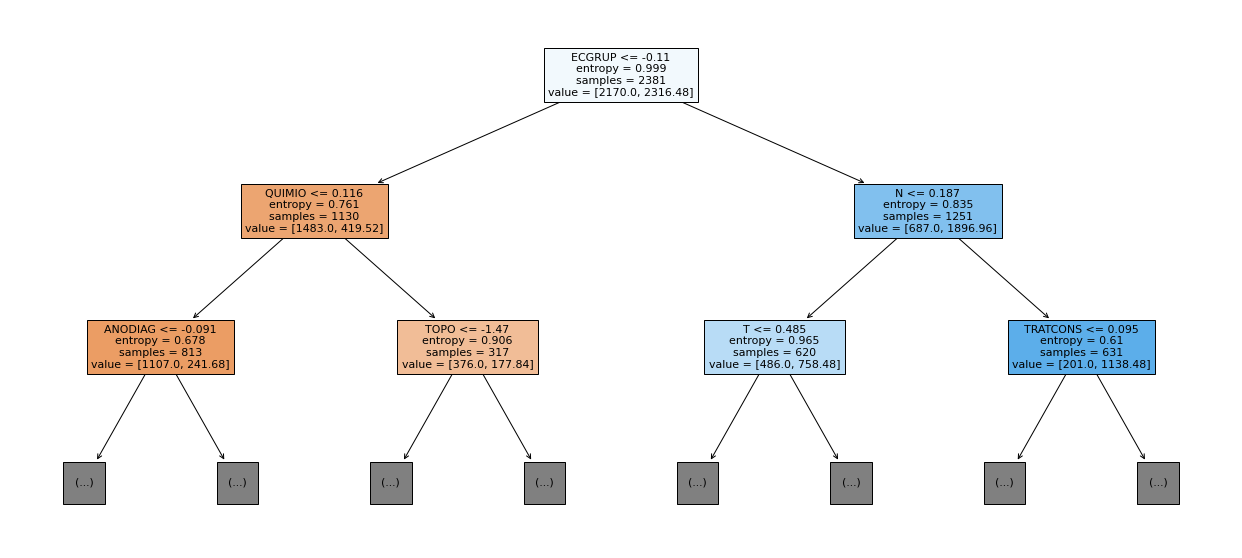 ECGRUP <= -0.11
entropy = 0.999
samples = 2381
value = [2170.0, 2316.48]
QUIMIO <= 0.116
entropy = 0.761
samples = 1130
value = [1483.0, 419.52]
N <= 0.187
entropy = 0.835
samples = 1251
value = [687.0, 1896.96]
ANODIAG <= -0.091
entropy = 0.678
samples = 813
value = [1107.0, 241.68]
TOPO <= -1.47
entropy = 0.906
samples = 317
value = [376.0, 177.84]
T <= 0.485
entropy = 0.965
samples = 620
value = [486.0, 758.48]
TRATCONS <= 0.095
entropy = 0.61
samples = 631
value = [201.0, 1138.48]
(...)
(...)
(...)
(...)
(...)
(...)
(...)
(...)